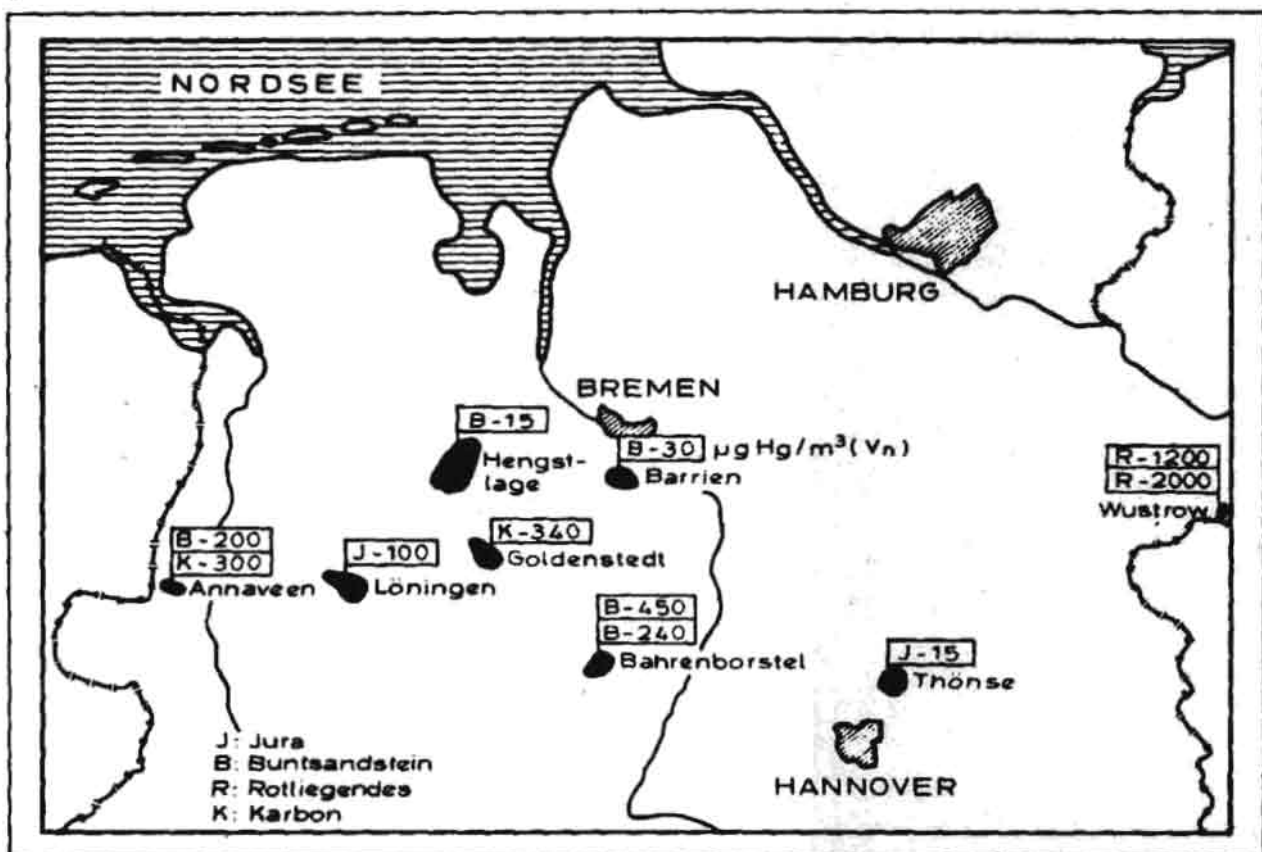 NORDSEE
HAMBURG
BREMEN
B-15
Hengst-
lage
B-30 µg Hg/m³(Vn)
Barrien
R-1200
R-2000
Wustrow
K-340
Goldenstedt
B-200
K-300
Annaveen
J-100
Löningen
B-450
B-240
Bahrenborstel
J-15
Thönse
HANNOVER
J: Jura
B: Buntsandstein
R: Rotliegendes
K: Karbon